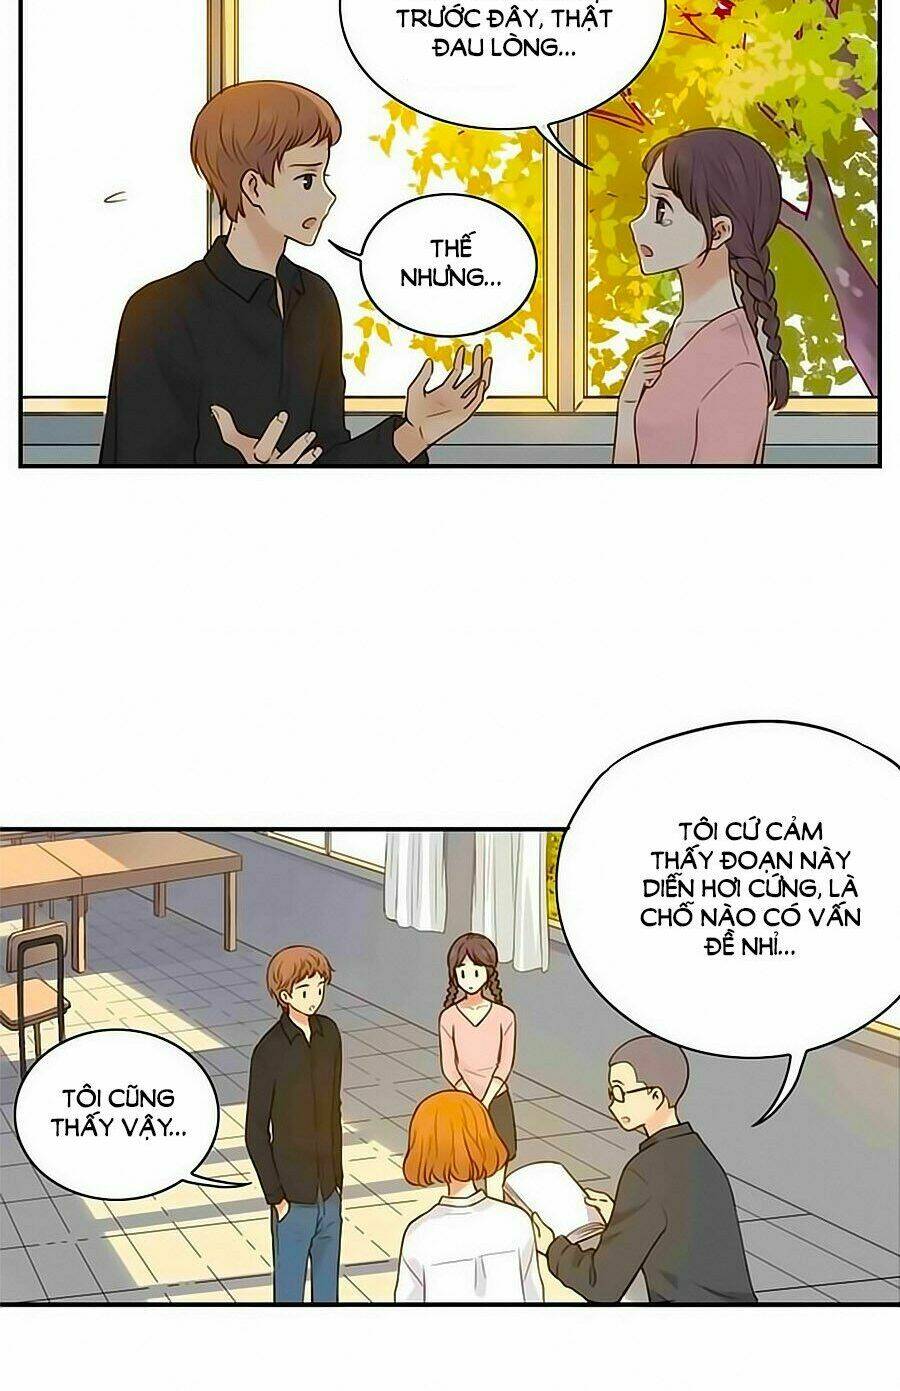 TRƯỚC ĐÂY, THẬT
ĐAU LÒNG...
THẾ
NHƯNG...
TÔI CỨ CẢM
THẤY ĐOẠN NÀY
DIỄN HƠI CỨNG, LÀ
CHỖ NÀO CÓ VẤN
ĐỀ NHỈ...
TÔI CŨNG
THẤY VẬY...